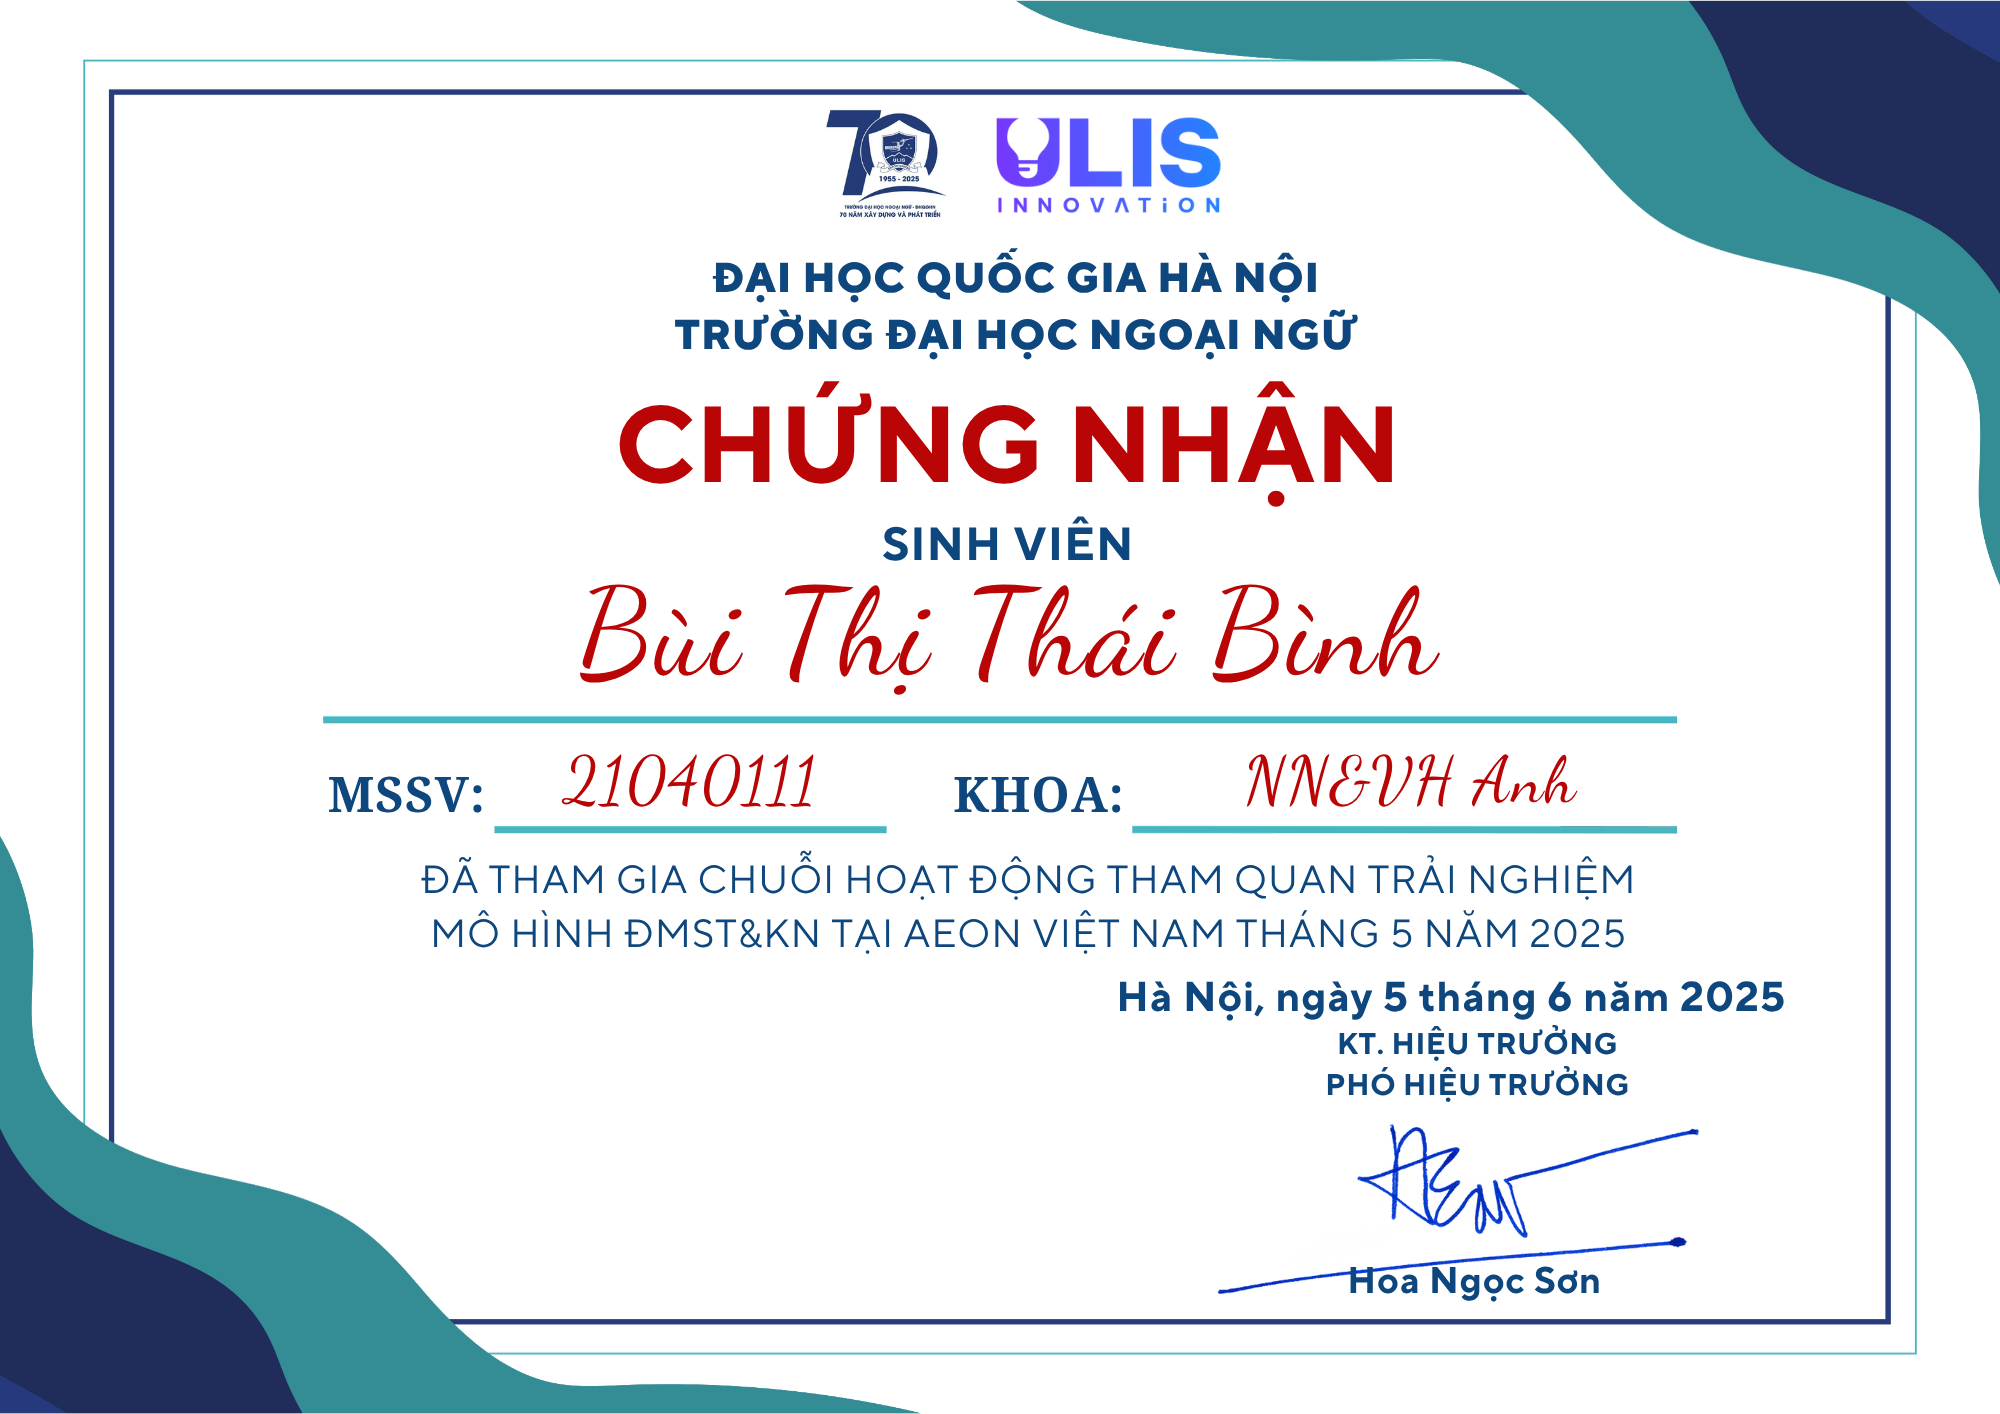 70
ULIS
1955 - 2025
TRƯỜNG ĐẠI HỌC NGOẠI NGỮ - ĐHQGHN
70 NĂM XÂY DỰNG VÀ PHÁT TRIỂN
ULIS
INNOVATION
ĐẠI HỌC QUỐC GIA HÀ NỘI
TRƯỜNG ĐẠI HỌC NGOẠI NGỮ
CHỨNG NHẬN
SINH VIÊN
Bùi Thị Thái Bình
MSSV: 21040111 KHOA: NN&VH Anh
ĐÃ THAM GIA CHUỖI HOẠT ĐỘNG THAM QUAN TRẢI NGHIỆM
MÔ HÌNH ĐMST&KN TẠI AEON VIỆT NAM THÁNG 5 NĂM 2025
Hà Nội, ngày 5 tháng 6 năm 2025
KT. HIỆU TRƯỞNG
PHÓ HIỆU TRƯỞNG
Hoa Ngọc Sơn